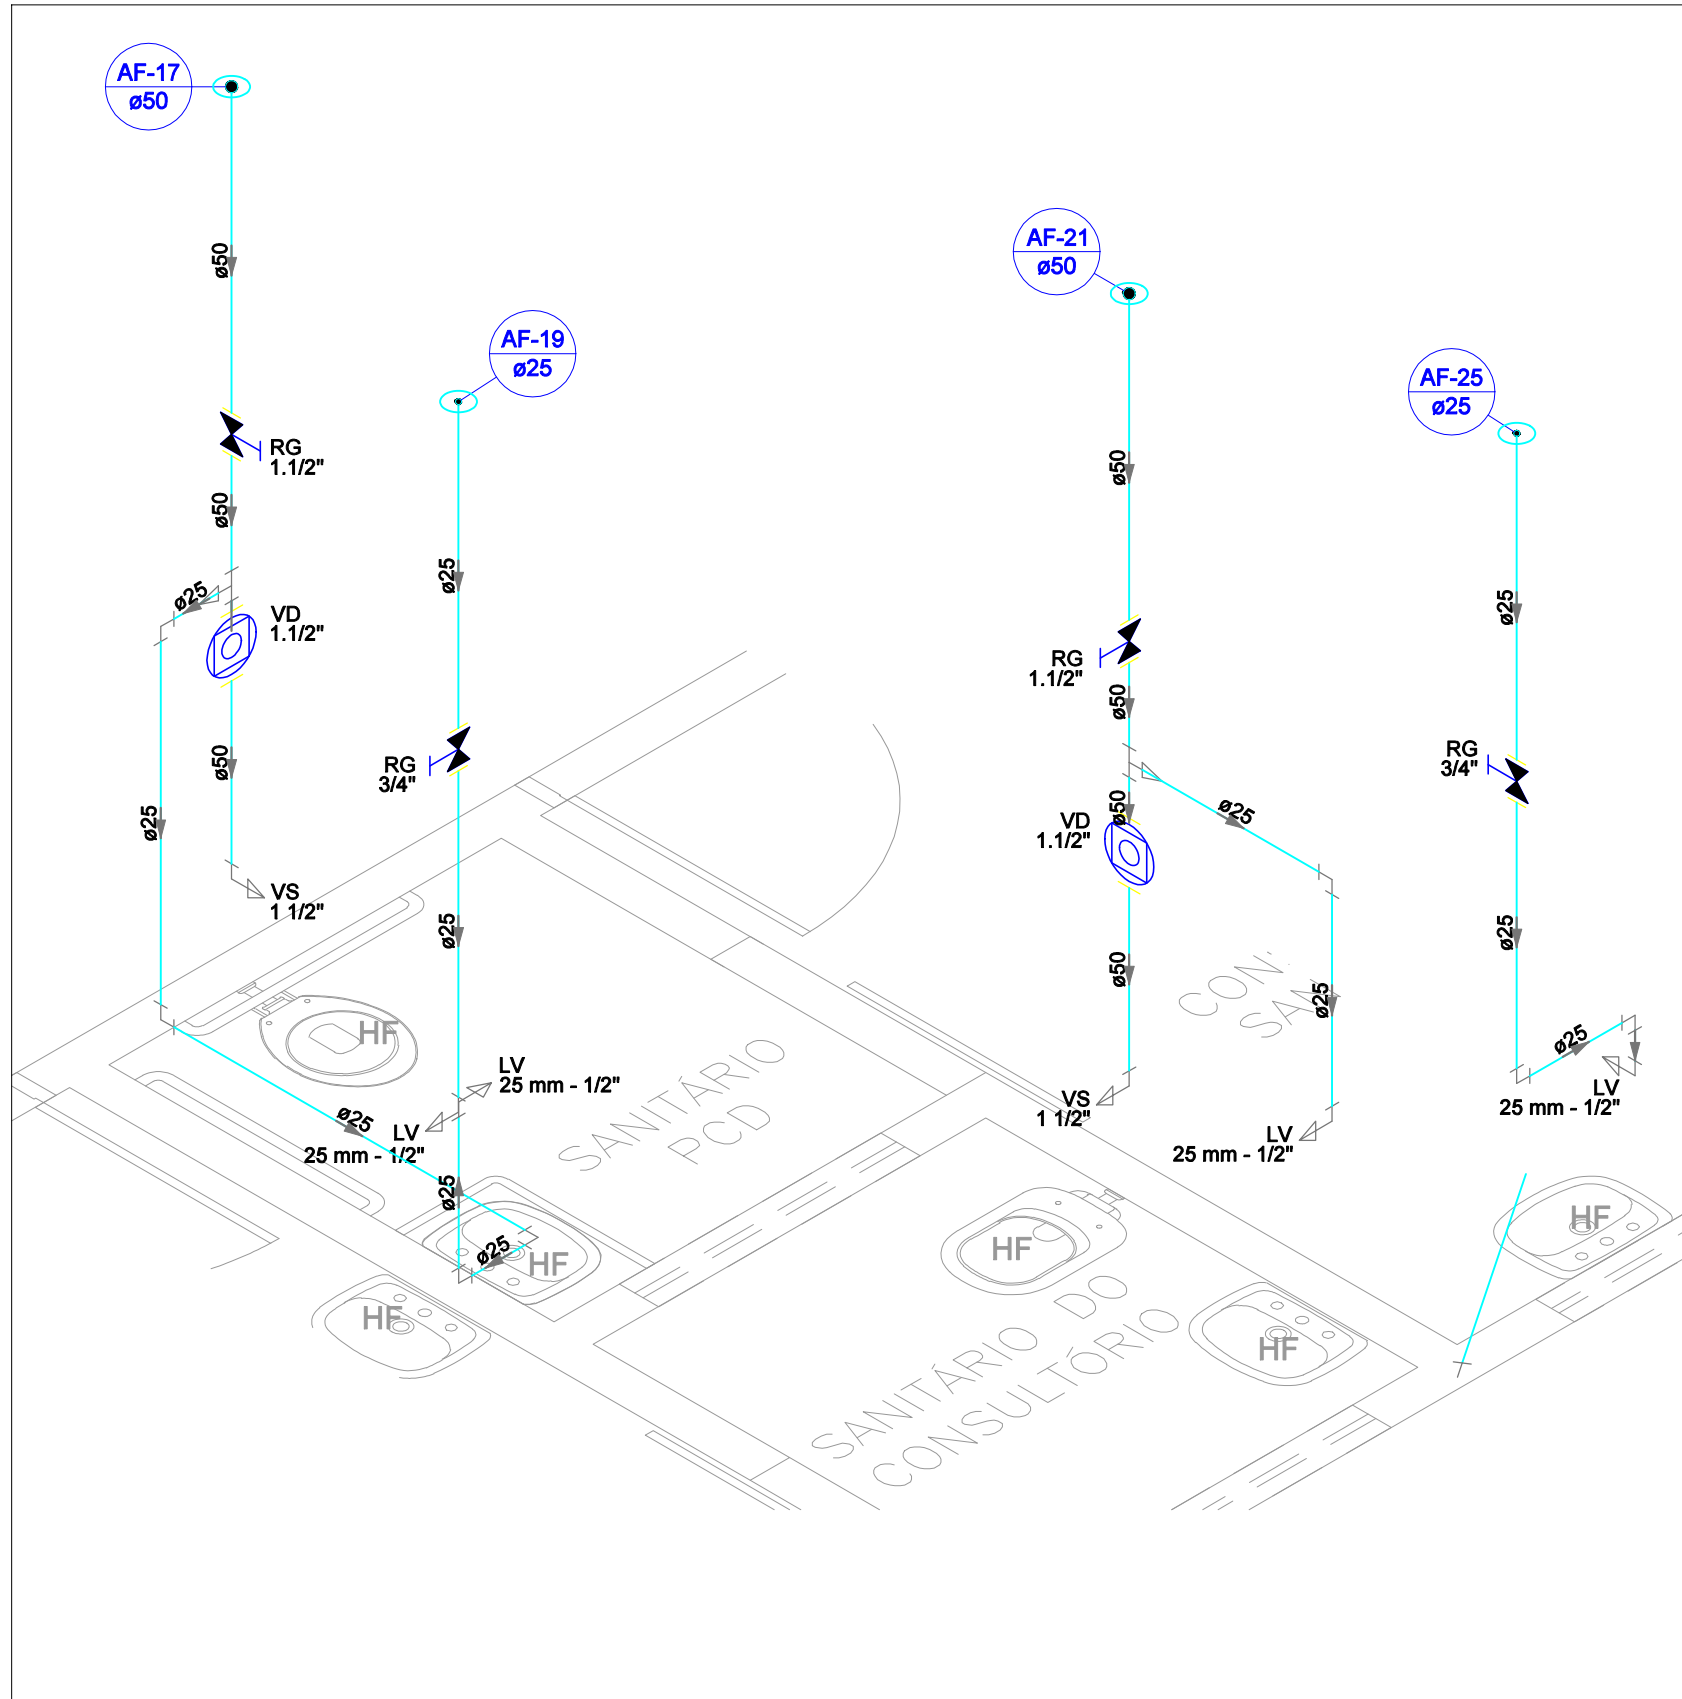 AF-17
ø50
AF-21
ø50
AF-19
ø25
AF-25
ø25
ø50
RG
1.1/2"
ø50
ø25
VD
1.1/2"
ø50
ø25
VS
1 1/2"
HF
ø25
ø25
RG
3/4"
ø25
LV
25 mm - 1/2"
LV
25 mm - 1/2"
ø25
ø25
HF
HF
SANITÁRIO
PCD
ø50
RG
1.1/2"
ø50
ø25
ø50
VD
1.1/2"
ø50
ø25
VS
1 1/2"
LV
25 mm - 1/2"
HF
SANITÁRIO DO
CONSULTÓRIO
HF
ø25
RG
3/4"
ø25
ø25
LV
25 mm - 1/2"
HF